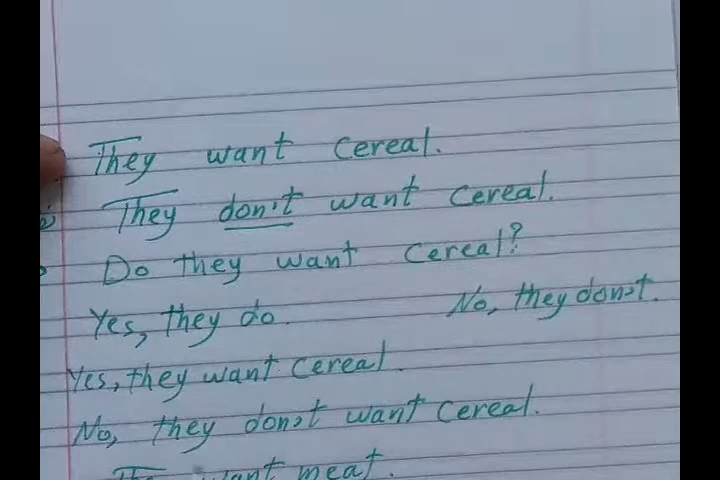 They want cereal.
They don't want cereal.
Do they want cereal?
Yes, they do. No, they don't.
Yes, they want cereal.
No, they don't want cereal.
want meat.